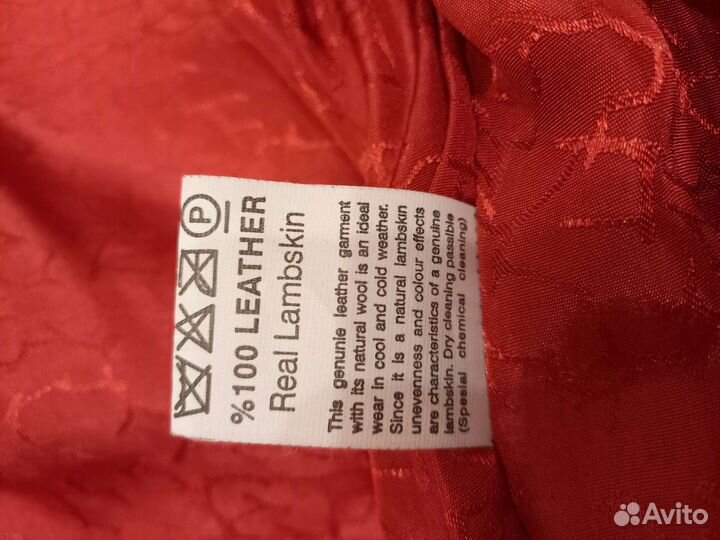 P
%100 LEATHER
Real Lambskin
This genunie leather garment
with its natural wool is an ideal
wear in cool and cold weather.
Since it is a natural lambskın
unevenness and colour effects
are characteristics of a genuine
lambskin. Dry cleaning passible
(Spesial chemical cleaning)
Avito